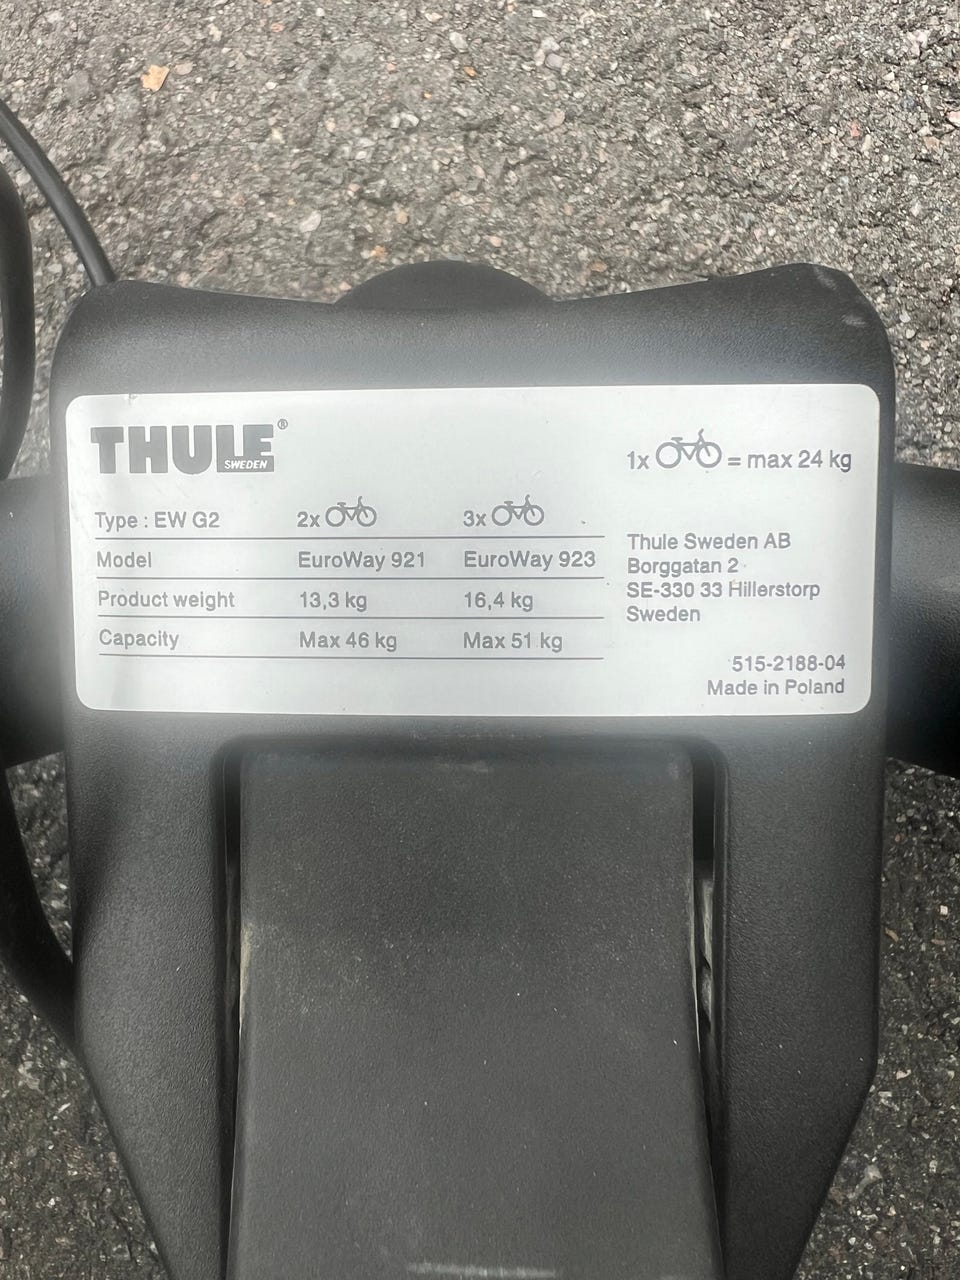 THULE®
SWEDEN
1x = max 24 kg
Type : EW G2 2x 3x
Model EuroWay 921 EuroWay 923
Product weight 13,3 kg 16,4 kg
Capacity Max 46 kg Max 51 kg
Thule Sweden AB
Borggatan 2
SE-330 33 Hillerstorp
Sweden
515-2188-04
Made in Poland